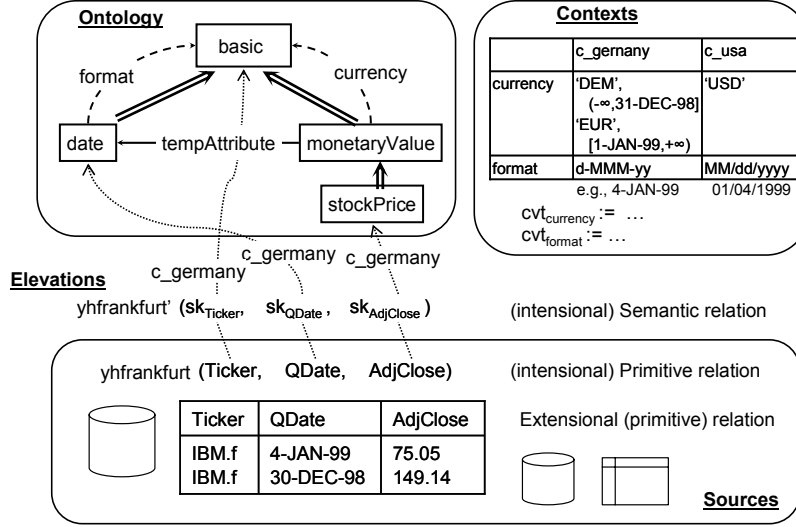 Ontology
basic
format
currency
date
tempAttribute
monetaryValue
stockPrice
Contexts
c_gernany c_usa
currency ‘DEM’, ‘USD’
(-∞,31-DEC-98]
‘EUR’,
[1-JAN-99,+∞)
format d-MMM-yy MM/dd/yyyy
e.g., 4-JAN-99 01/04/1999
cvtcurrency := …
cvtformat := …
c_germany
c_germany
c_germany
Elevations
yhfrankfurt’ (skTicker, skQDate, skAdjClose) (intensional) Semantic relation
yhfrankfurt (Ticker, QDate, AdjClose) (intensional) Primitive relation
Ticker QDate AdjClose
IBM.f 4-JAN-99 75.05
IBM.f 30-DEC-98 149.14
Extensional (primitive) relation
Sources